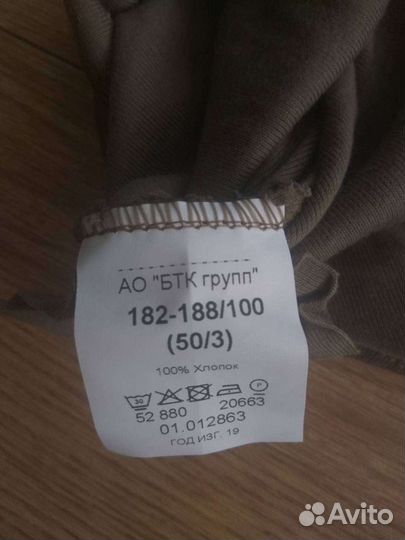 АО "БТК групп"
182-188/100
(50/3)
100% Хлопок
30 P
52 880 20663
01.012863
ГОД ИЗГ. 19
Avito